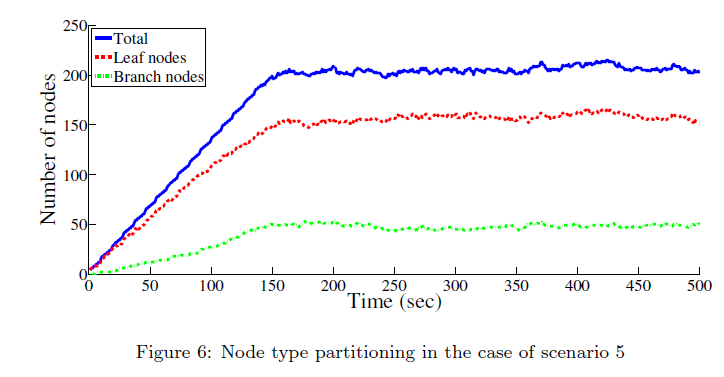 250
200
150
100
50
0
Number of nodes
Total
Leaf nodes
Branch nodes
0 50 100 150 200 250 300 350 400 450 500
Time (sec)
Figure 6: Node type partitioning in the case of scenario 5